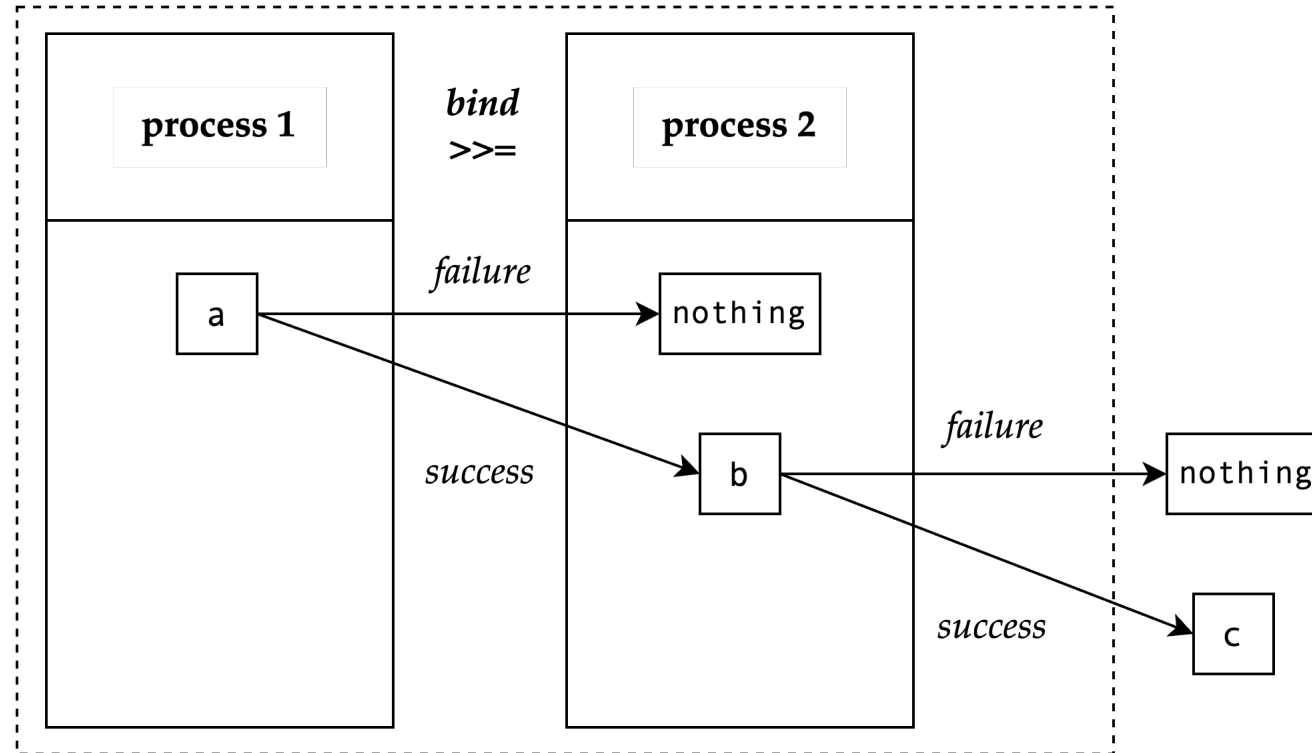 process 1
bind
>>=
process 2
failure
a
nothing
success
failure
b
nothing
success
c